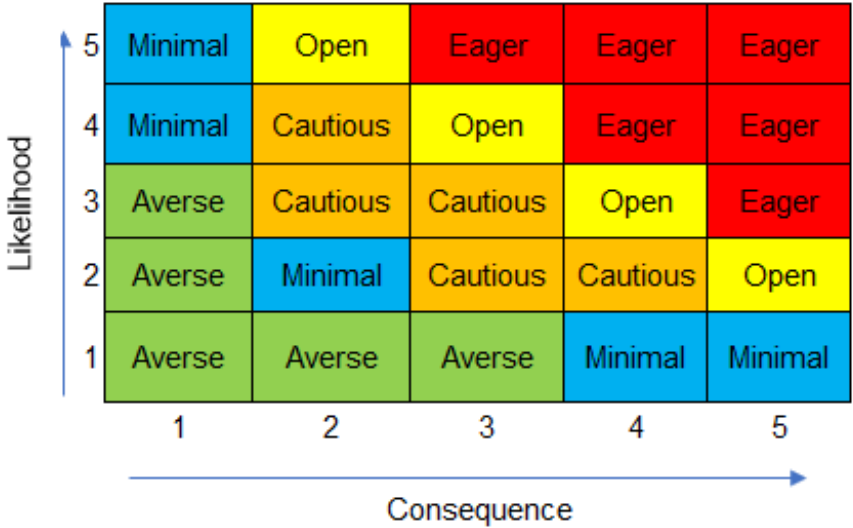 5 Minimal Open Eager Eager Eager
4 Minimal Cautious Open Eager Eager
Likelihood
3 Averse Cautious Cautious Open Eager
2 Averse Minimal Cautious Cautious Open
1 Averse Averse Averse Minimal Minimal
1 2 3 4 5
Consequence